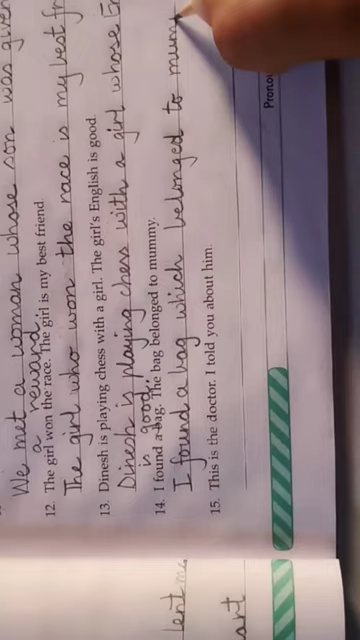 We met a woman whose son was given
a reward
12. The girl won the race. The girl is my best friend
The girl who won the race is my best fr
13. Dinesh is playing chess with a girl. The girl's English is good.
Dinesh is playing chess with a girl whose En
is good.
14. I found a bag. The bag belonged to mummy.
I found a bag which belonged to mum
15. This is the doctor. I told you about him.
Pronou
lent me
art